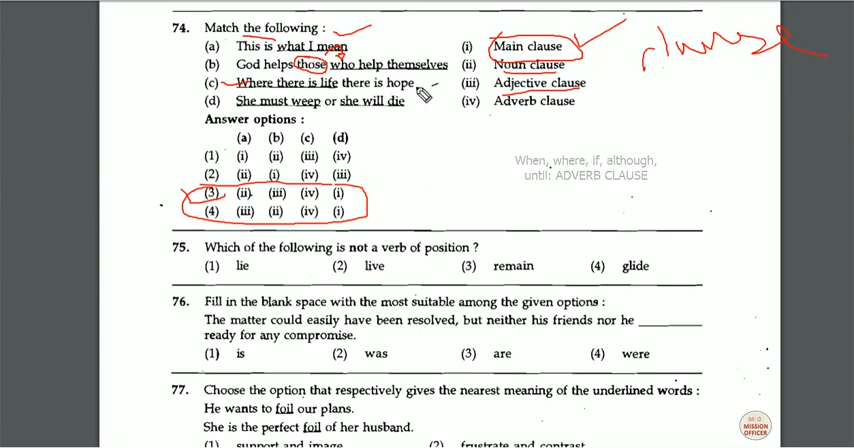 74. Match the following :
(a) This is what I mean (i) Main clause
(b) God helps those who help themselves (ii) Noun clause
(c) Where there is life there is hope (iii) Adjective clause
(d) She must weep or she will die (iv) Adverb clause
clause
Answer options :
(a) (b) (c) (d)
(1) (i) (ii) (iii) (iv)
(2) (ii) (i) (iv) (iii)
(3) (ii) (iii) (iv) (i)
(4) (iii) (ii) (iv) (i)
When, where, if, although,
until: ADVERB CLAUSE
75. Which of the following is not a verb of position ?
(1) lie (2) live (3) remain (4) glide
76. Fill in the blank space with the most suitable among the given options :
The matter could easily have been resolved, but neither his friends nor he ________
ready for any compromise.
(1) is (2) was (3) are (4) were
77. Choose the option that respectively gives the nearest meaning of the underlined words :
He wants to foil our plans.
She is the perfect foil of her husband.
(1) support and image (2) frustrate and contrast
M·O
MISSION
OFFICER